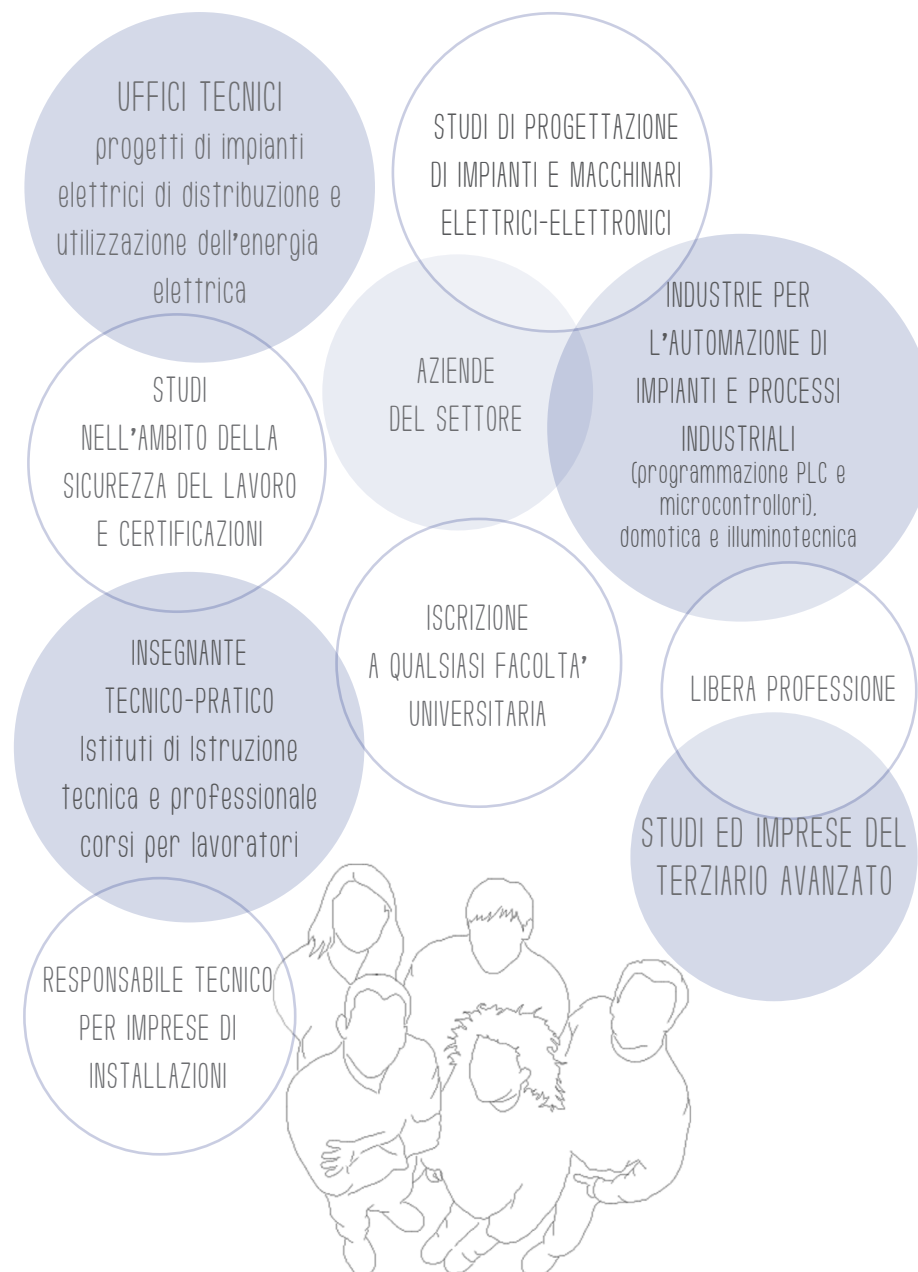 UFFICI TECNICI
progetti di impianti
elettrici di distribuzione e
utilizzazione dell'energia
elettrica
STUDI DI PROGETTAZIONE
DI IMPIANTI E MACCHINARI
ELETTRICI-ELETTRONICI
INDUSTRIE PER
L'AUTOMAZIONE DI
IMPIANTI E PROCESSI
INDUSTRIALI
(programmazione PLC e
microcontrollori),
domotica e illuminotecnica
AZIENDE
DEL SETTORE
STUDI
NELL'AMBITO DELLA
SICUREZZA DEL LAVORO
E CERTIFICAZIONI
ISCRIZIONE
A QUALSIASI FACOLTA'
UNIVERSITARIA
INSEGNANTE
TECNICO-PRATICO
Istituti di Istruzione
tecnica e professionale
corsi per lavoratori
LIBERA PROFESSIONE
STUDI ED IMPRESE DEL
TERZIARIO AVANZATO
RESPONSABILE TECNICO
PER IMPRESE DI
INSTALLAZIONI